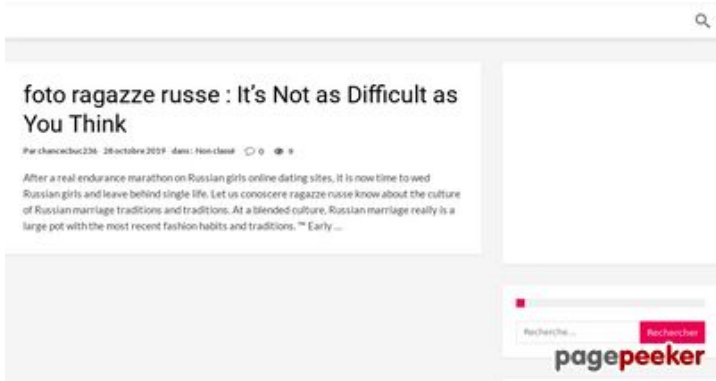 foto ragazze russe : It's Not as Difficult as
You Think
Par chancecbuc236 28 octobre 2019 dans : Non classé 0 9
After a real endurance marathon on Russian girls online dating sites, it is now time to wed
Russian girls and leave behind single life. Let us conoscere ragazze russe know about the culture
of Russian marriage traditions and traditions. At a blended culture, Russian marriage really is a
large pot with the most recent fashion habits and traditions. ™ Early ...
Recherche... Rechercher
pagepeeker